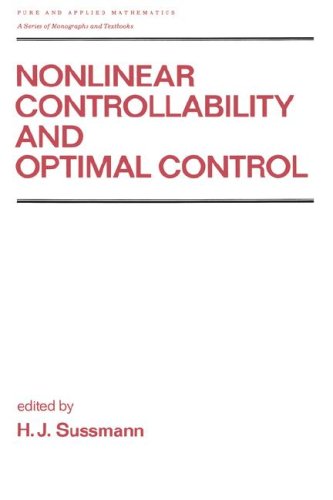 PURE AND APPLIED MATHEMATICS
A Series of Monographs and Textbooks
NONLINEAR
CONTROLLABILITY
AND
OPTIMAL CONTROL
edited by
H. J. Sussmann